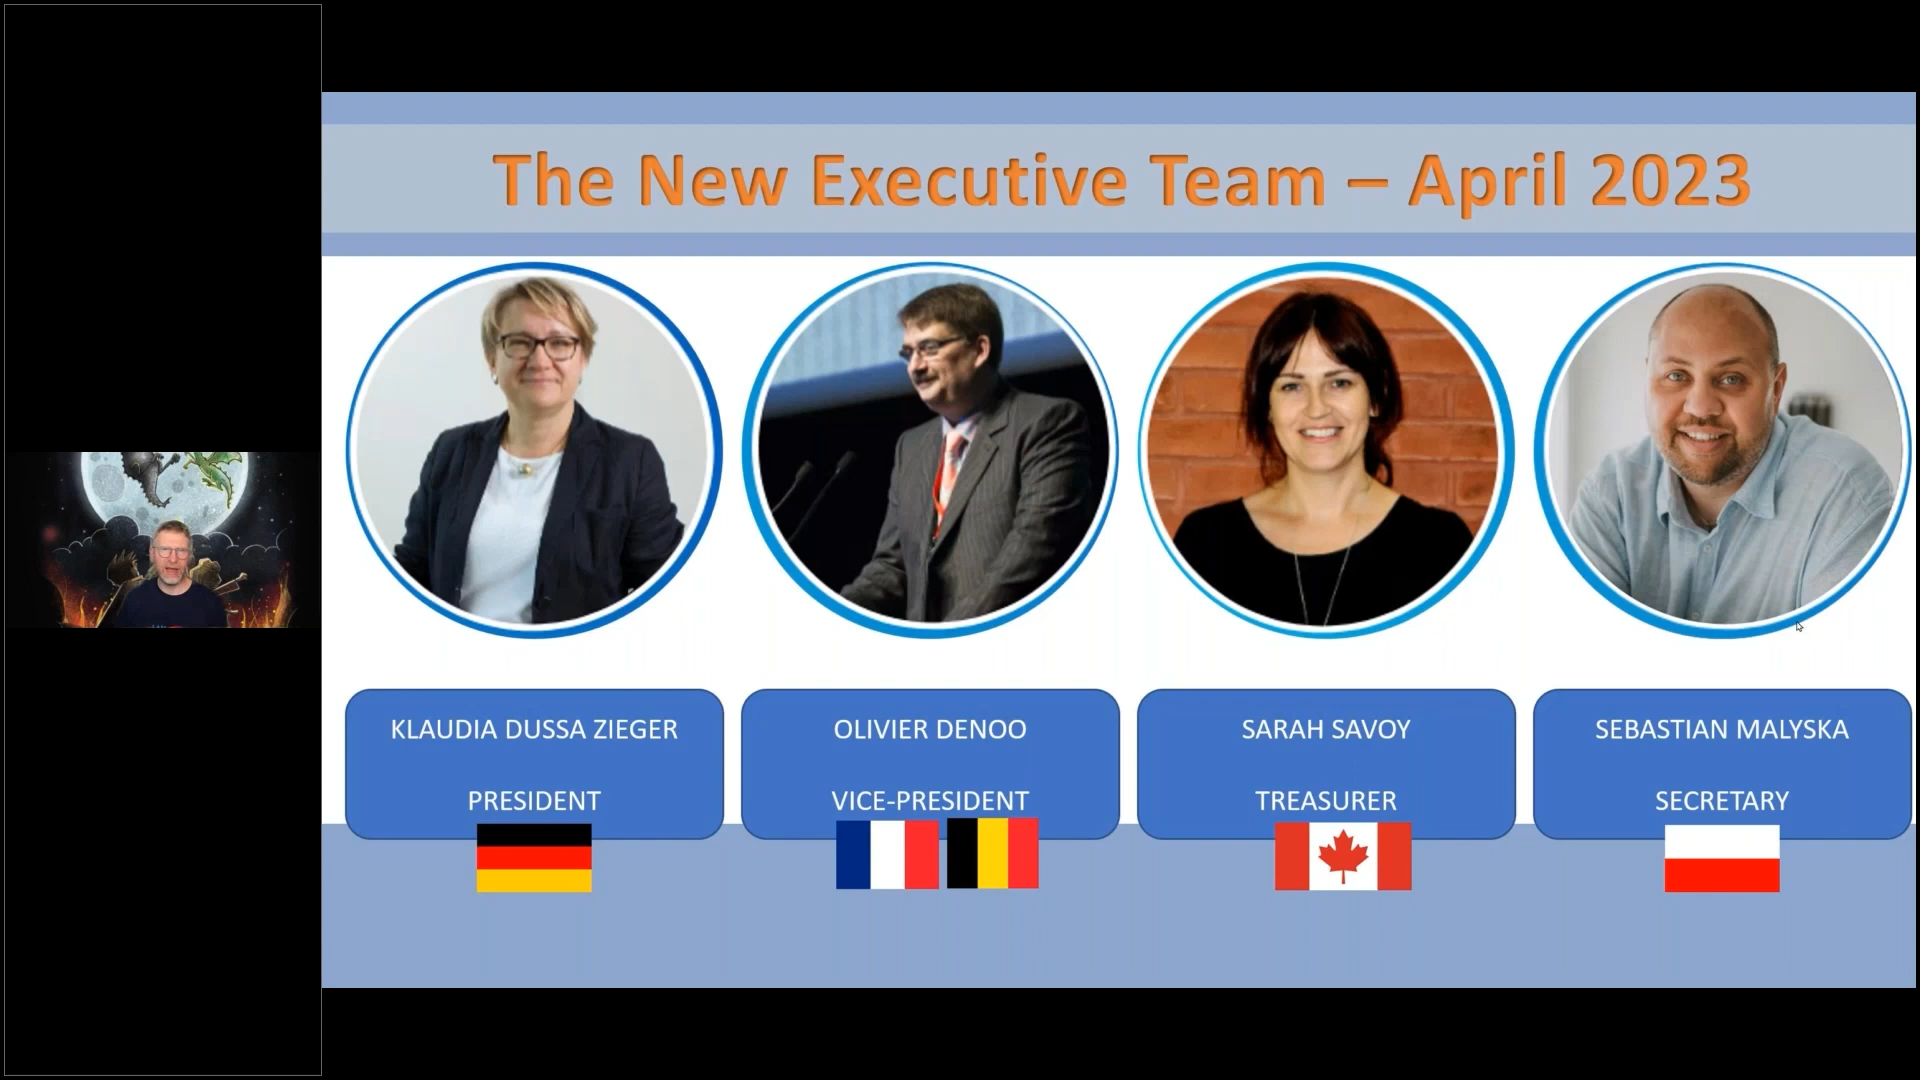 The New Executive Team – April 2023
KLAUDIA DUSSA ZIEGER
PRESIDENT
OLIVIER DENOO
VICE-PRESIDENT
SARAH SAVOY
TREASURER
SEBASTIAN MALYSKA
SECRETARY